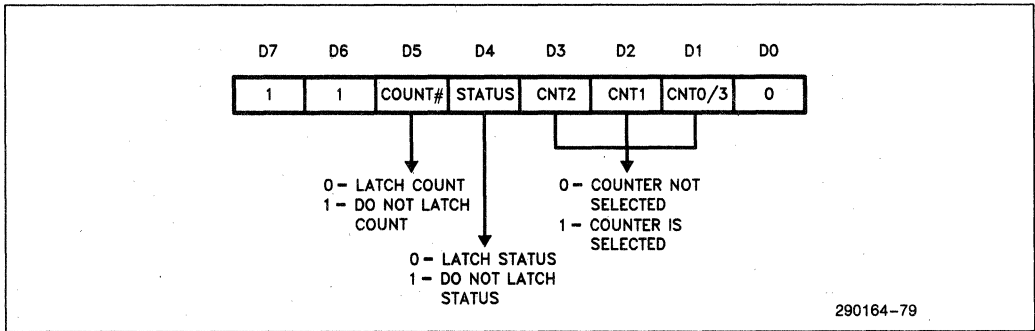 D7 D6 D5 D4 D3 D2 D1 D0
1 1 COUNT# STATUS CNT2 CNT1 CNT0/3 0
0 – LATCH COUNT
1 – DO NOT LATCH
COUNT
0 – LATCH STATUS
1 – DO NOT LATCH
STATUS
0 – COUNTER NOT
SELECTED
1 – COUNTER IS
SELECTED
290164–79